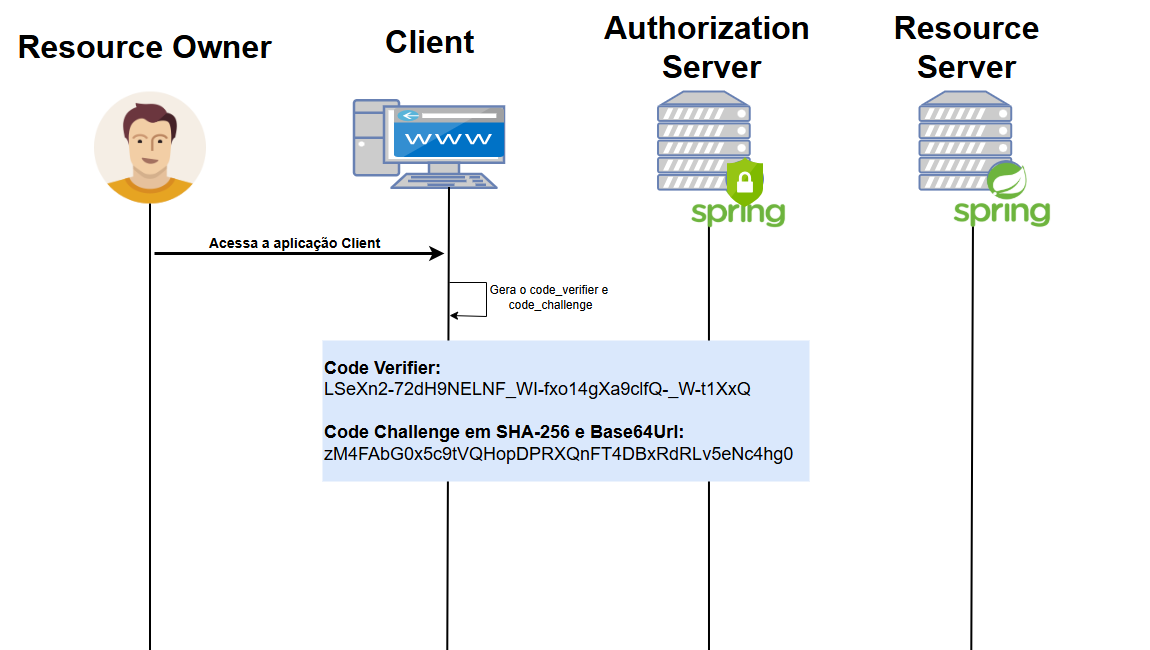 Resource Owner
Client
Authorization
Server
Resource
Server
WWW
spring
spring
Acessa a aplicação Client
Gera o code_verifier e
code_challenge
Code Verifier:
LSeXn2-72dH9NELNF_WI-fxo14gXa9clfQ-_W-t1XxQ
Code Challenge em SHA-256 e Base64Url:
zM4FAbG0x5c9tVQHopDPRXQnFT4DBxRdRLv5eNc4hg0